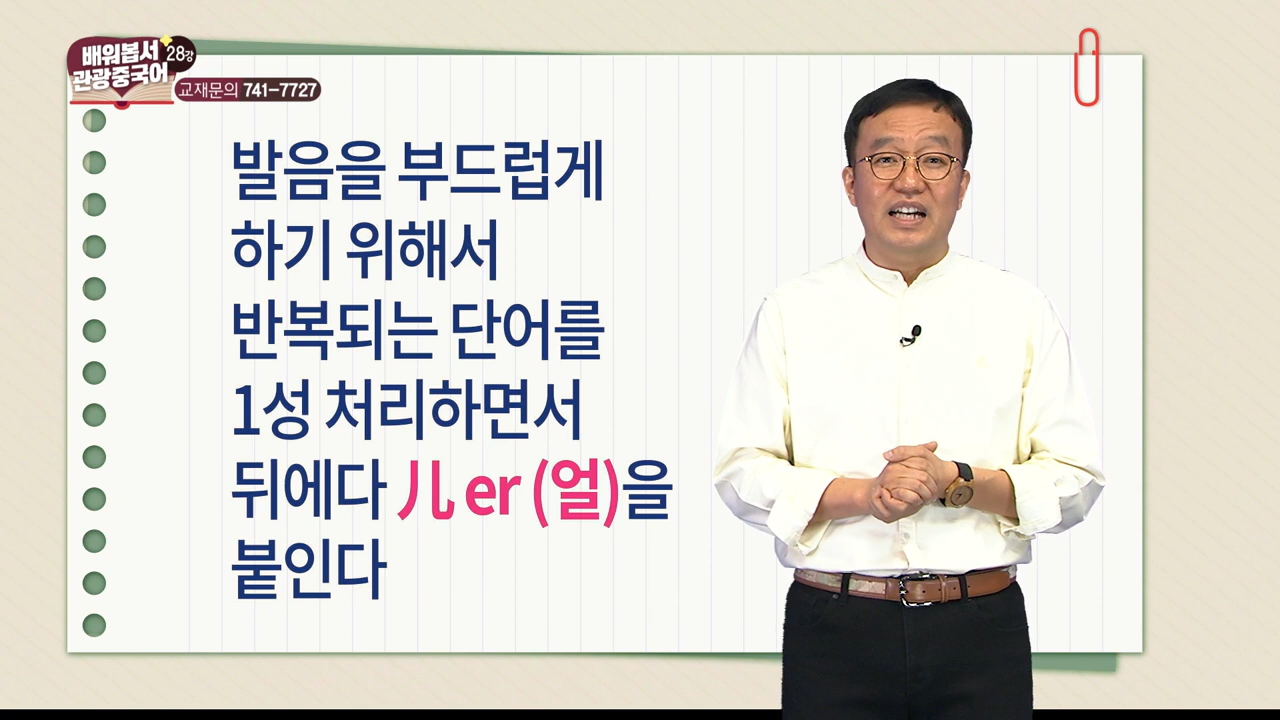 배워봅서
관광중국어
28강
교재문의 741-7727
발음을 부드럽게
하기 위해서
반복되는 단어를
1성 처리하면서
뒤에다 儿 er (얼)을
붙인다